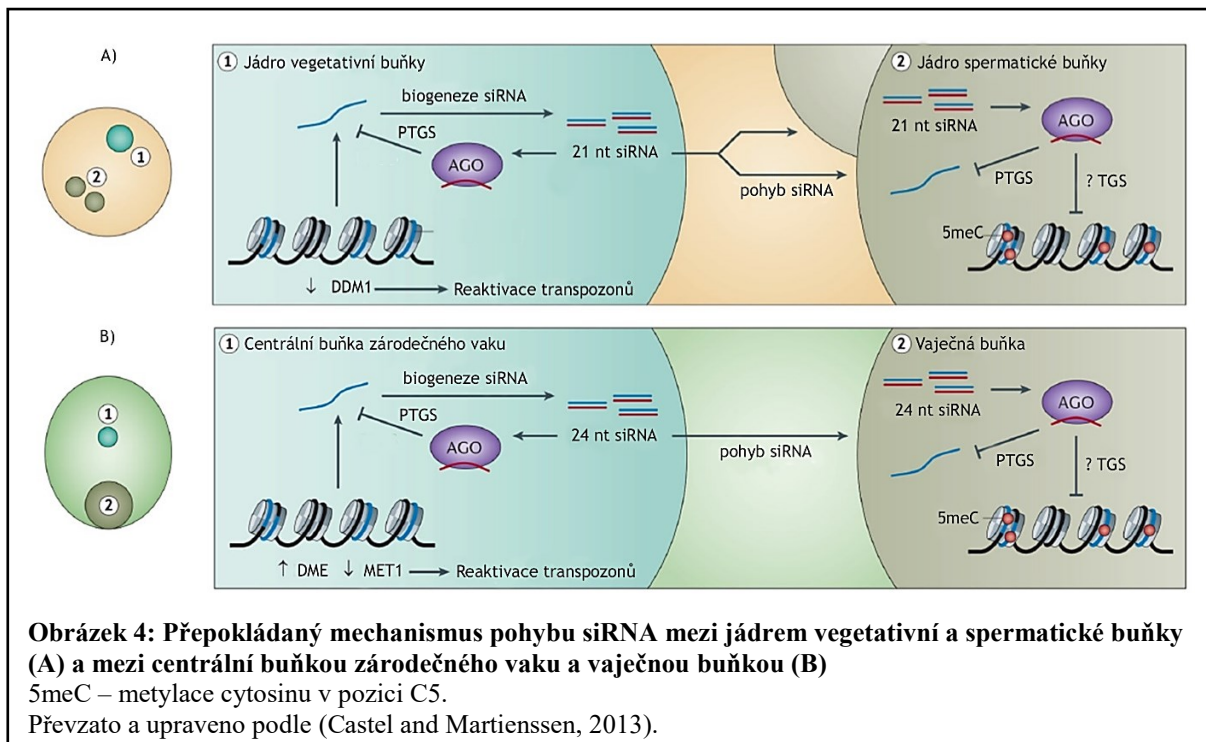 A)
1
2
1 Jádro vegetativní buňky
biogeneze siRNA
PTGS
AGO
21 nt siRNA
↓ DDM1
Reaktivace transpozonů
pohyb siRNA
2 Jádro spermatické buňky
21 nt siRNA
AGO
PTGS
? TGS
5meC
B)
1
2
1 Centrální buňka zárodečného vaku
biogeneze siRNA
PTGS
AGO
24 nt siRNA
↑ DME ↓ MET1
Reaktivace transpozonů
pohyb siRNA
2 Vaječná buňka
24 nt siRNA
AGO
PTGS
? TGS
5meC
Obrázek 4: Přepokládaný mechanismus pohybu siRNA mezi jádrem vegetativní a spermatické buňky
(A) a mezi centrální buňkou zárodečného vaku a vaječnou buňkou (B)
5meC – metylace cytosinu v pozici C5.
Převzato a upraveno podle (Castel and Martienssen, 2013).